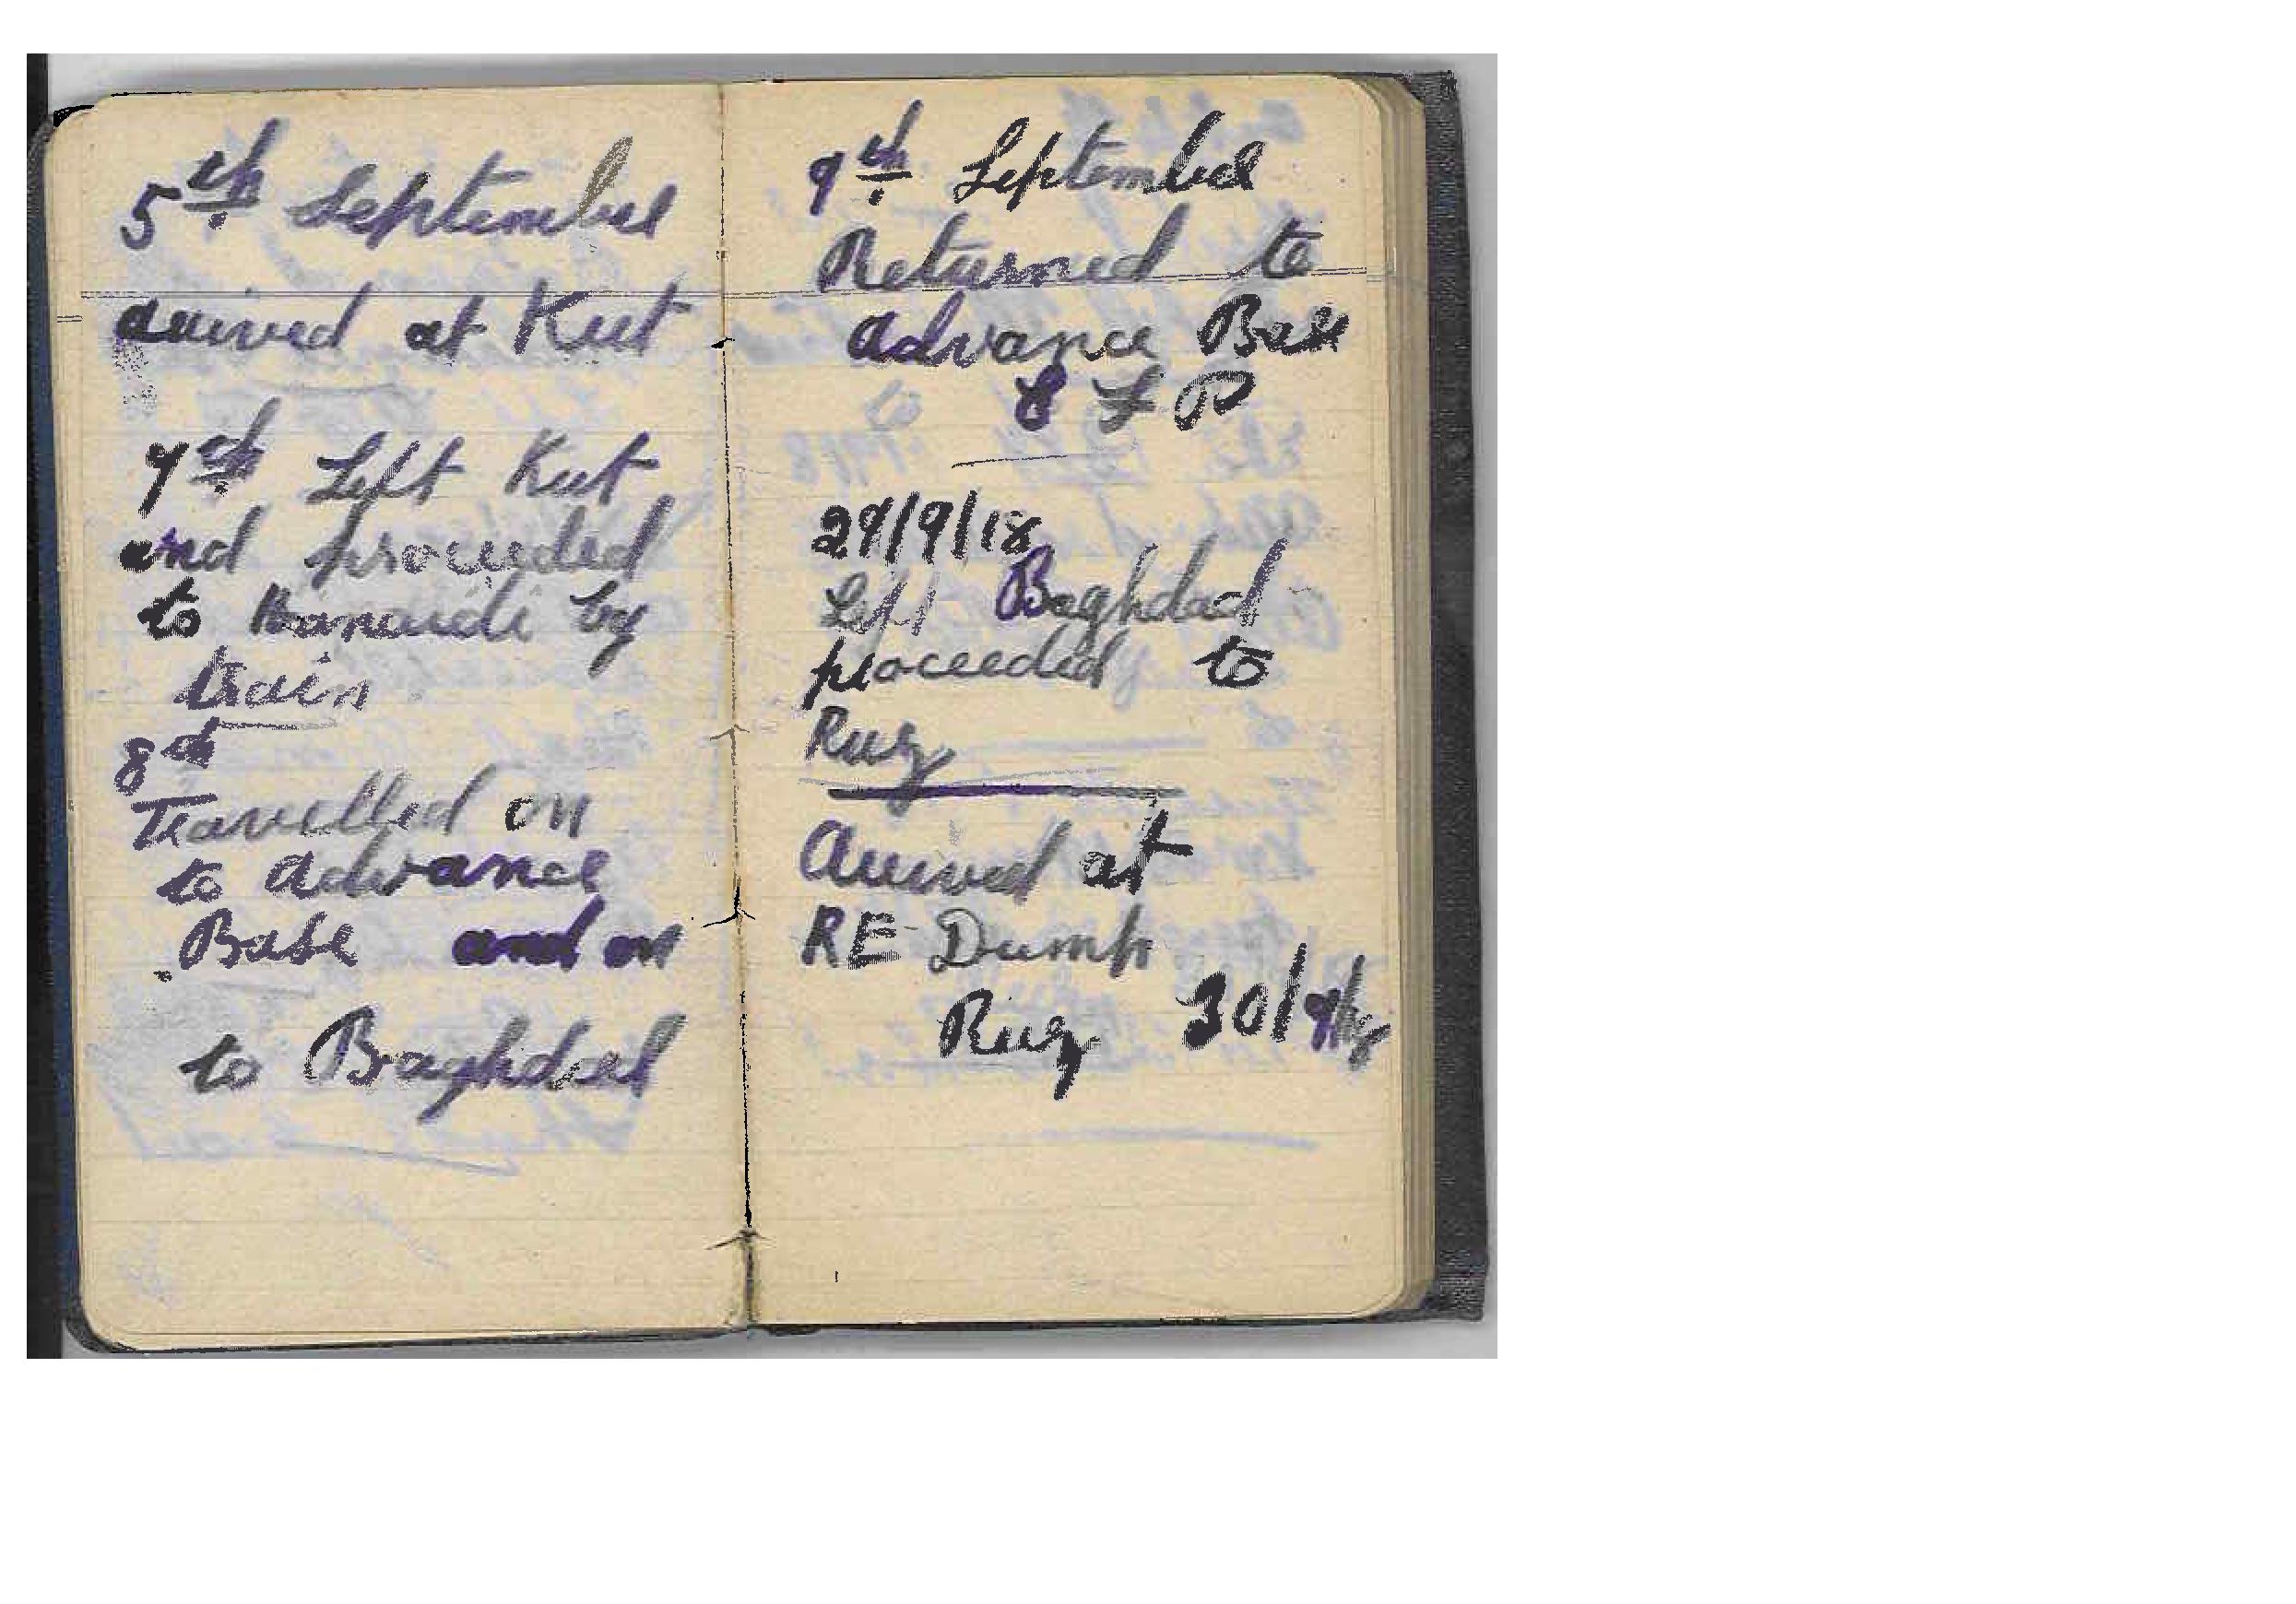 5th September
arrived at Kut
7th Left Kut
and proceeded
to by
train
8th
Travelled on
to advance
Base and on
to Baghdad
9th September
Returned to
advance Base
P
29/9/18
Left Baghdad
proceeded to
Ruz
Arrived at
RE Dump
Ruz 30/9/18